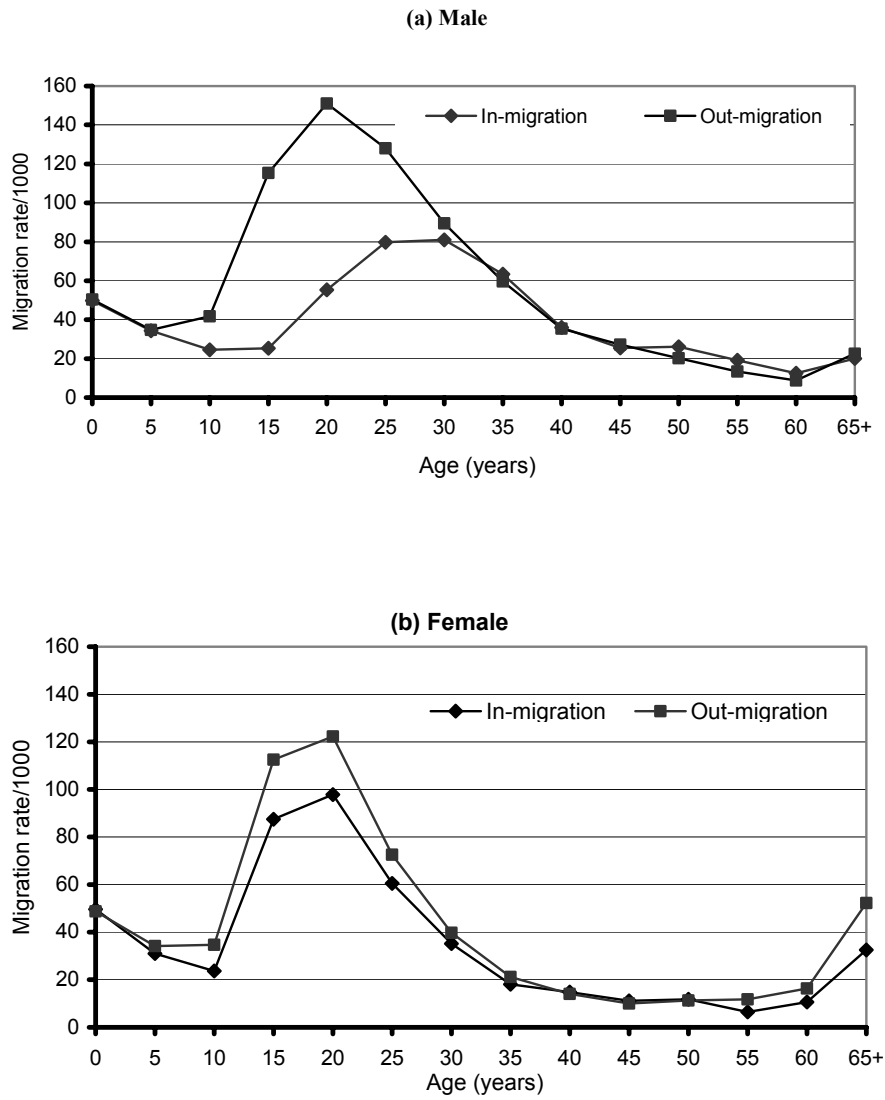 (a) Male
160
140
120
100
80
60
40
20
0
Migration rate/1000
In-migration
Out-migration
0 5 10 15 20 25 30 35 40 45 50 55 60 65+
Age (years)
(b) Female
160
140
120
100
80
60
40
20
0
Migration rate/1000
In-migration
Out-migration
0 5 10 15 20 25 30 35 40 45 50 55 60 65+
Age (years)